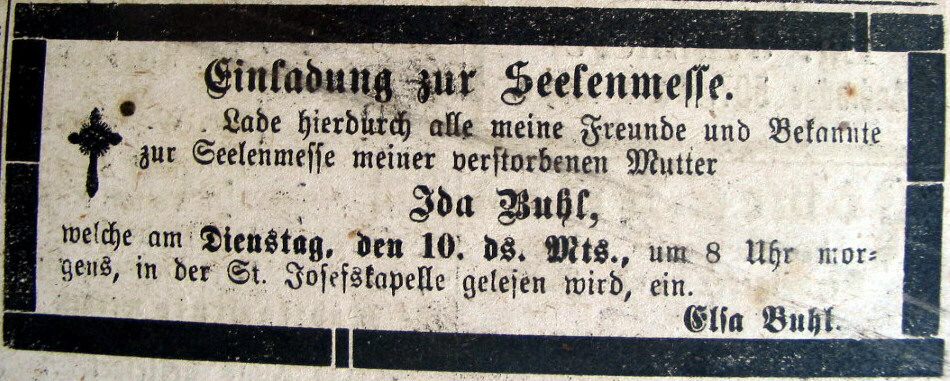 Einladung zur Seelenmesse.
Lade hierdurch alle meine Freunde und Bekannte
zur Seelenmesse meiner verstorbenen Mutter
Ida Buhl,
welche am Dienstag, den 10. ds. Mts., um 8 Uhr mor-
gens, in der St. Josefskapelle gelesen wird, ein.
Elsa Buhl.